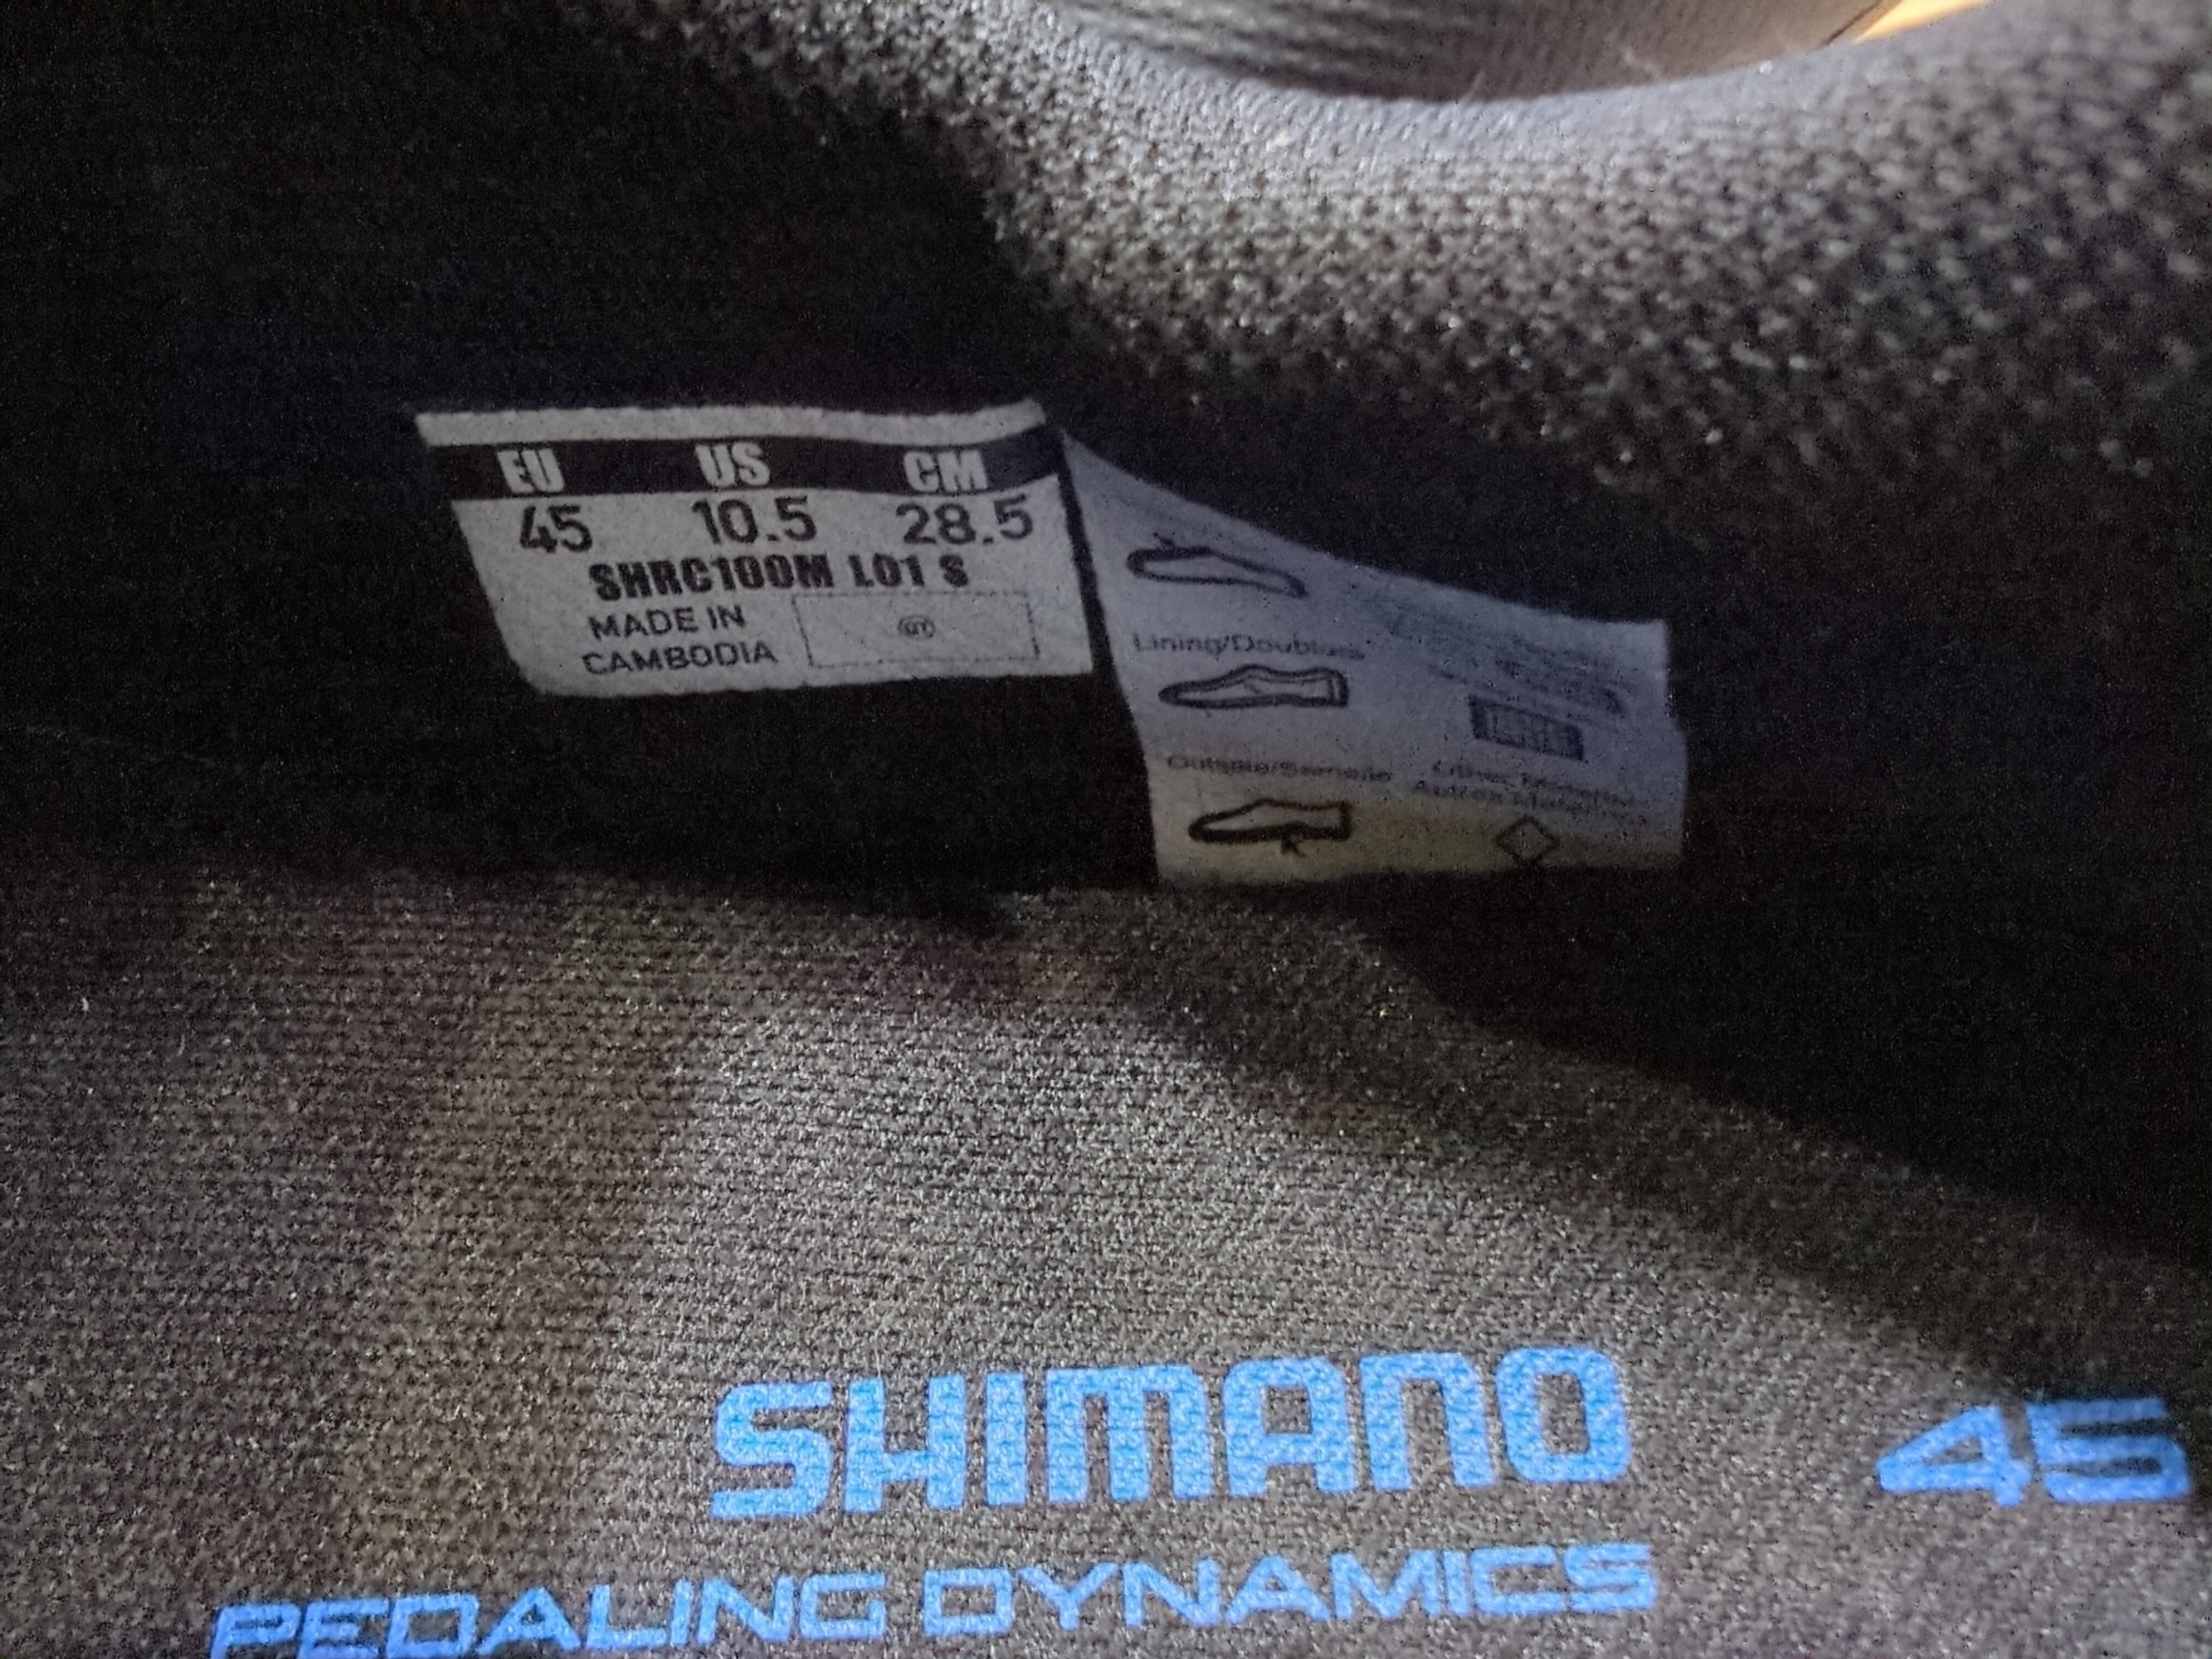 EU US CM
45 10.5 28.5
SHRC100M L01 S
MADE IN
CAMBODIA
Lining/Doublure
Outsole/Semelle
SHIMANO 45
PEDALING DYNAMICS